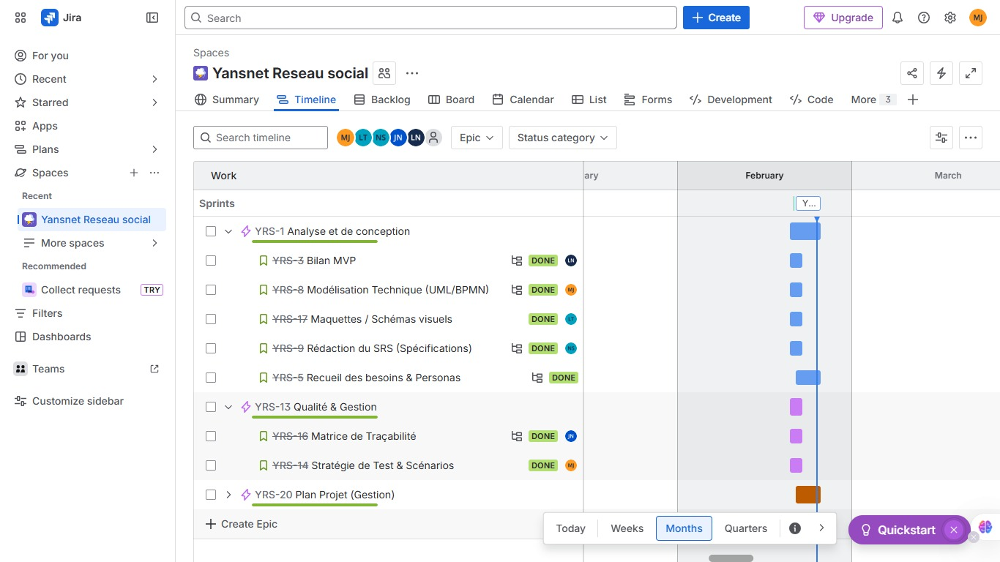 Jira
Search
Create
Upgrade
MJ
For you
Recent
Starred
Apps
Plans
Spaces
Recent
Yansnet Reseau social
More spaces
Recommended
Collect requests
TRY
Filters
Dashboards
Teams
Customize sidebar
Spaces
Yansnet Reseau social
Summary
Timeline
Backlog
Board
Calendar
List
Forms
Development
Code
More 3
Search timeline
MJ LT NS JN LN
Epic
Status category
Work
ary
February
March
Sprints
Y...
YRS-1 Analyse et de conception
YRS-3 Bilan MVP DONE LN
YRS-8 Modélisation Technique (UML/BPMN) DONE MJ
YRS-17 Maquettes / Schémas visuels DONE LT
YRS-9 Rédaction du SRS (Spécifications) DONE NS
YRS-5 Recueil des besoins & Personas DONE
YRS-13 Qualité & Gestion
YRS-16 Matrice de Traçabilité DONE JN
YRS-14 Stratégie de Test & Scénarios DONE MJ
YRS-20 Plan Projet (Gestion)
Create Epic
Today
Weeks
Months
Quarters
Quickstart